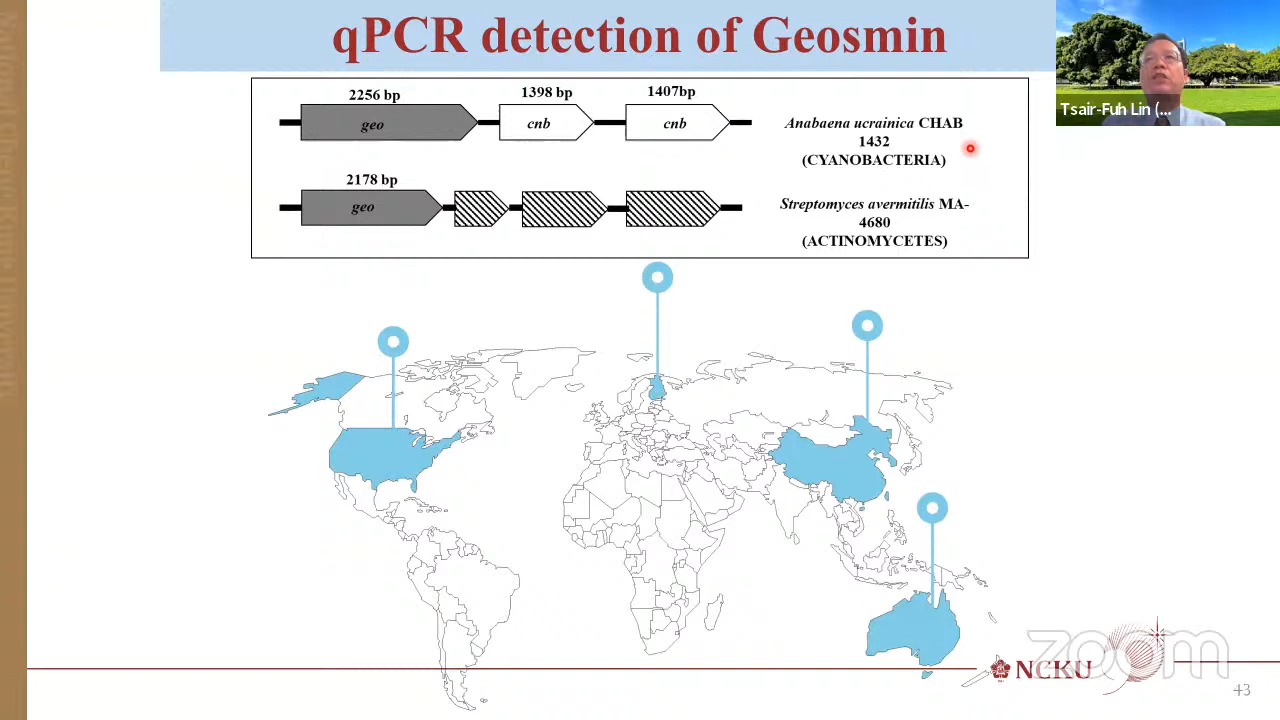 qPCR detection of Geosmin
2256 bp
1398 bp
1407bp
geo
cnb
cnb
Anabaena ucrainica CHAB
1432
(CYANOBACTERIA)
2178 bp
geo
Streptomyces avermitilis MA-
4680
(ACTINOMYCETES)
Tsair-Fuh Lin (...
zoom
NCKU
43